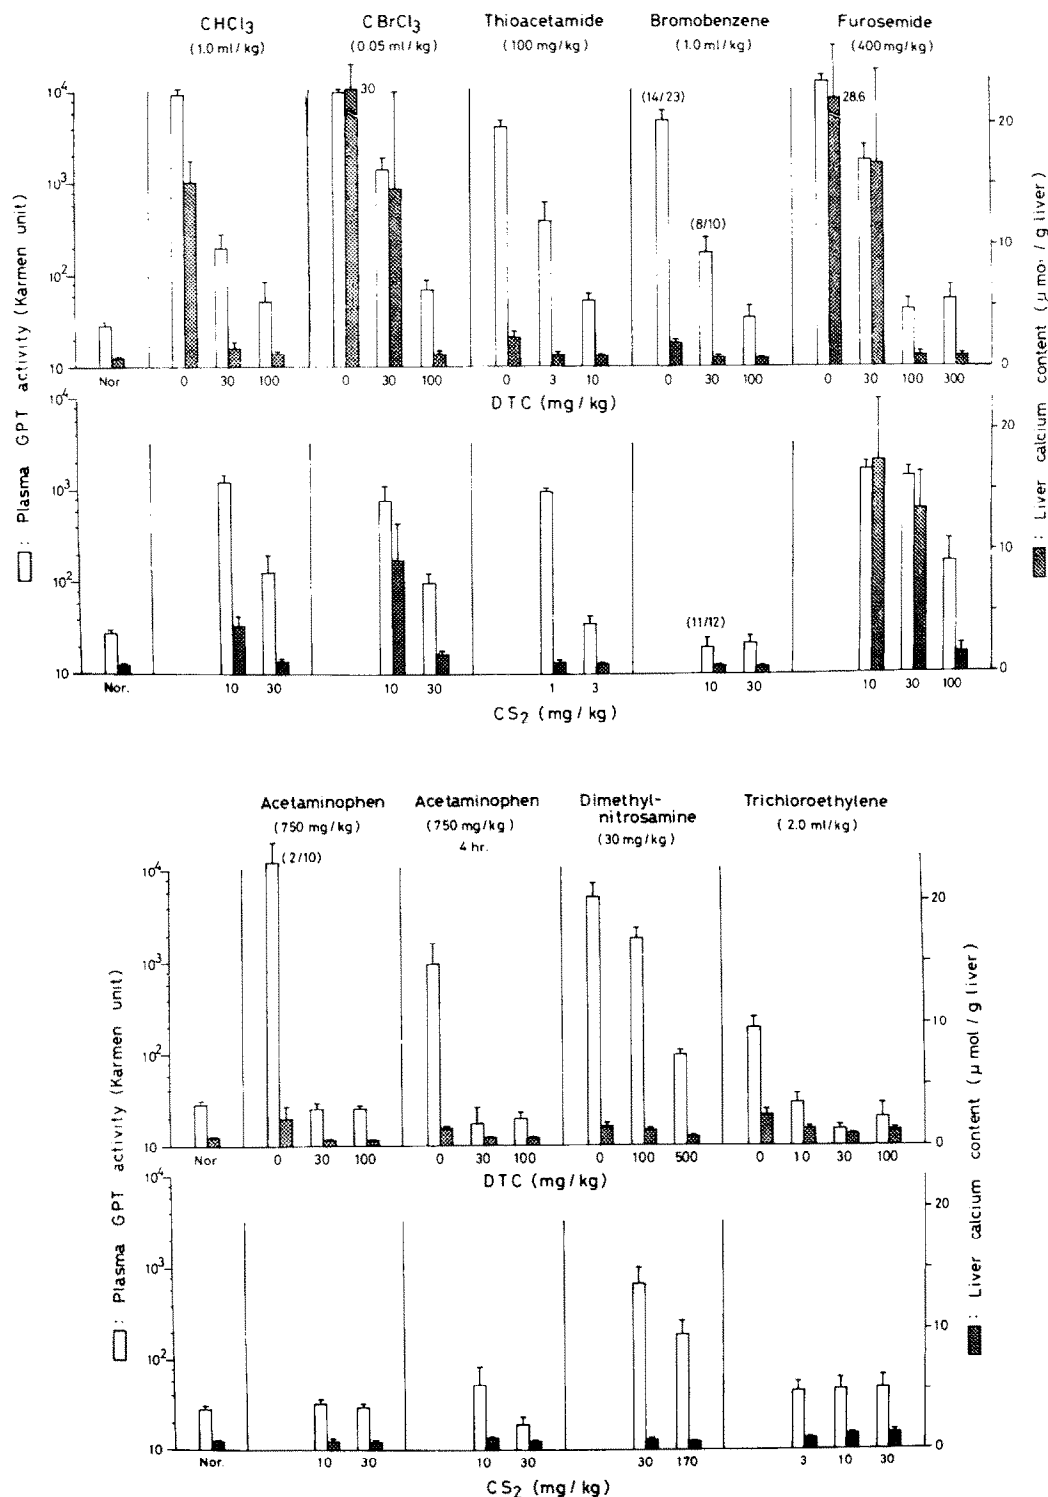 CHCl3 CBrCl3 Thioacetamide Bromobenzene Furosemide
(1.0 ml/kg) (0.05 ml/kg) (100 mg/kg) (1.0 ml/kg) (400 mg/kg)
10^4 30 (14/23) 28.6 20
10^3 (8/10)
10
10^2
10 0
Nor 0 30 100 0 30 100 0 3 10 0 30 100 0 30 100 300
DTC (mg/kg)
10^4 20
10^3
10
10^2 (11/12)
10 0
Nor. 10 30 10 30 1 3 10 30 10 30 100
CS2 (mg/kg)
: Plasma GPT activity (Karmen unit)
: Liver calcium content (μmol/g liver)
Acetaminophen Acetaminophen Dimethyl-nitrosamine Trichloroethylene
(750 mg/kg) (750 mg/kg) (30 mg/kg) (2.0 ml/kg)
4 hr.
10^4 (2/10) 20
10^3
10
10^2
10 0
Nor 0 30 100 0 30 100 0 100 500 0 10 30 100
DTC (mg/kg)
10^4 20
10^3
10
10^2
10 0
Nor. 10 30 10 30 30 170 3 10 30
CS2 (mg/kg)
: Plasma GPT activity (Karmen unit)
: Liver calcium content (μmol/g liver)